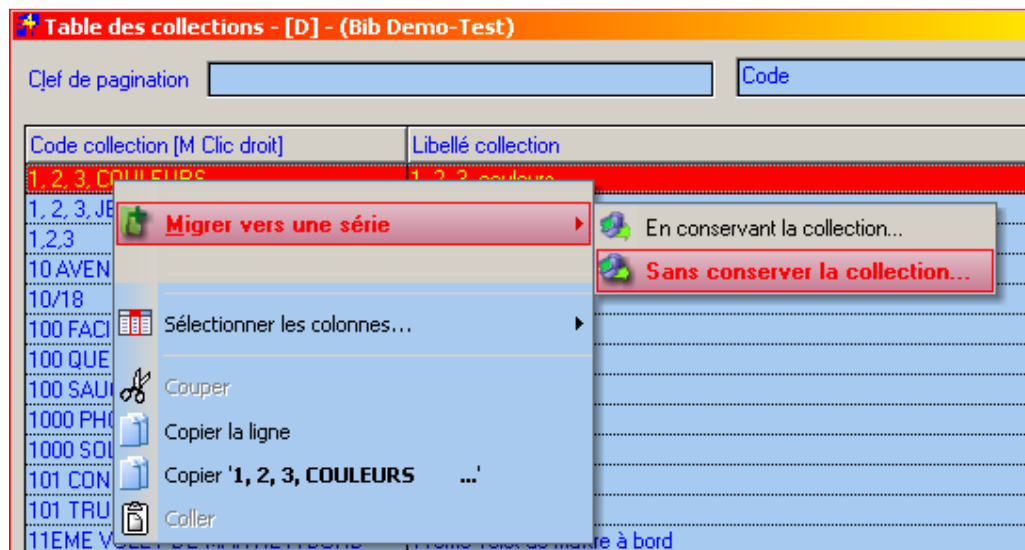 Table des collections - [D] - (Bib Demo-Test)
Clef de pagination
Code
Code collection [M Clic droit]
Libellé collection
1, 2, 3, COULEURS
1, 2, 3, couleurs
1, 2, 3, JE
Migrer vers une série
En conservant la collection...
1,2,3
10 AVEN
Sans conserver la collection...
10/18
100 FACI
Sélectionner les colonnes...
100 QUE
100 SAU
Couper
1000 PHO
Copier la ligne
1000 SOL
101 CON
Copier '1, 2, 3, COULEURS ...'
101 TRU
Coller
11EME
à bord